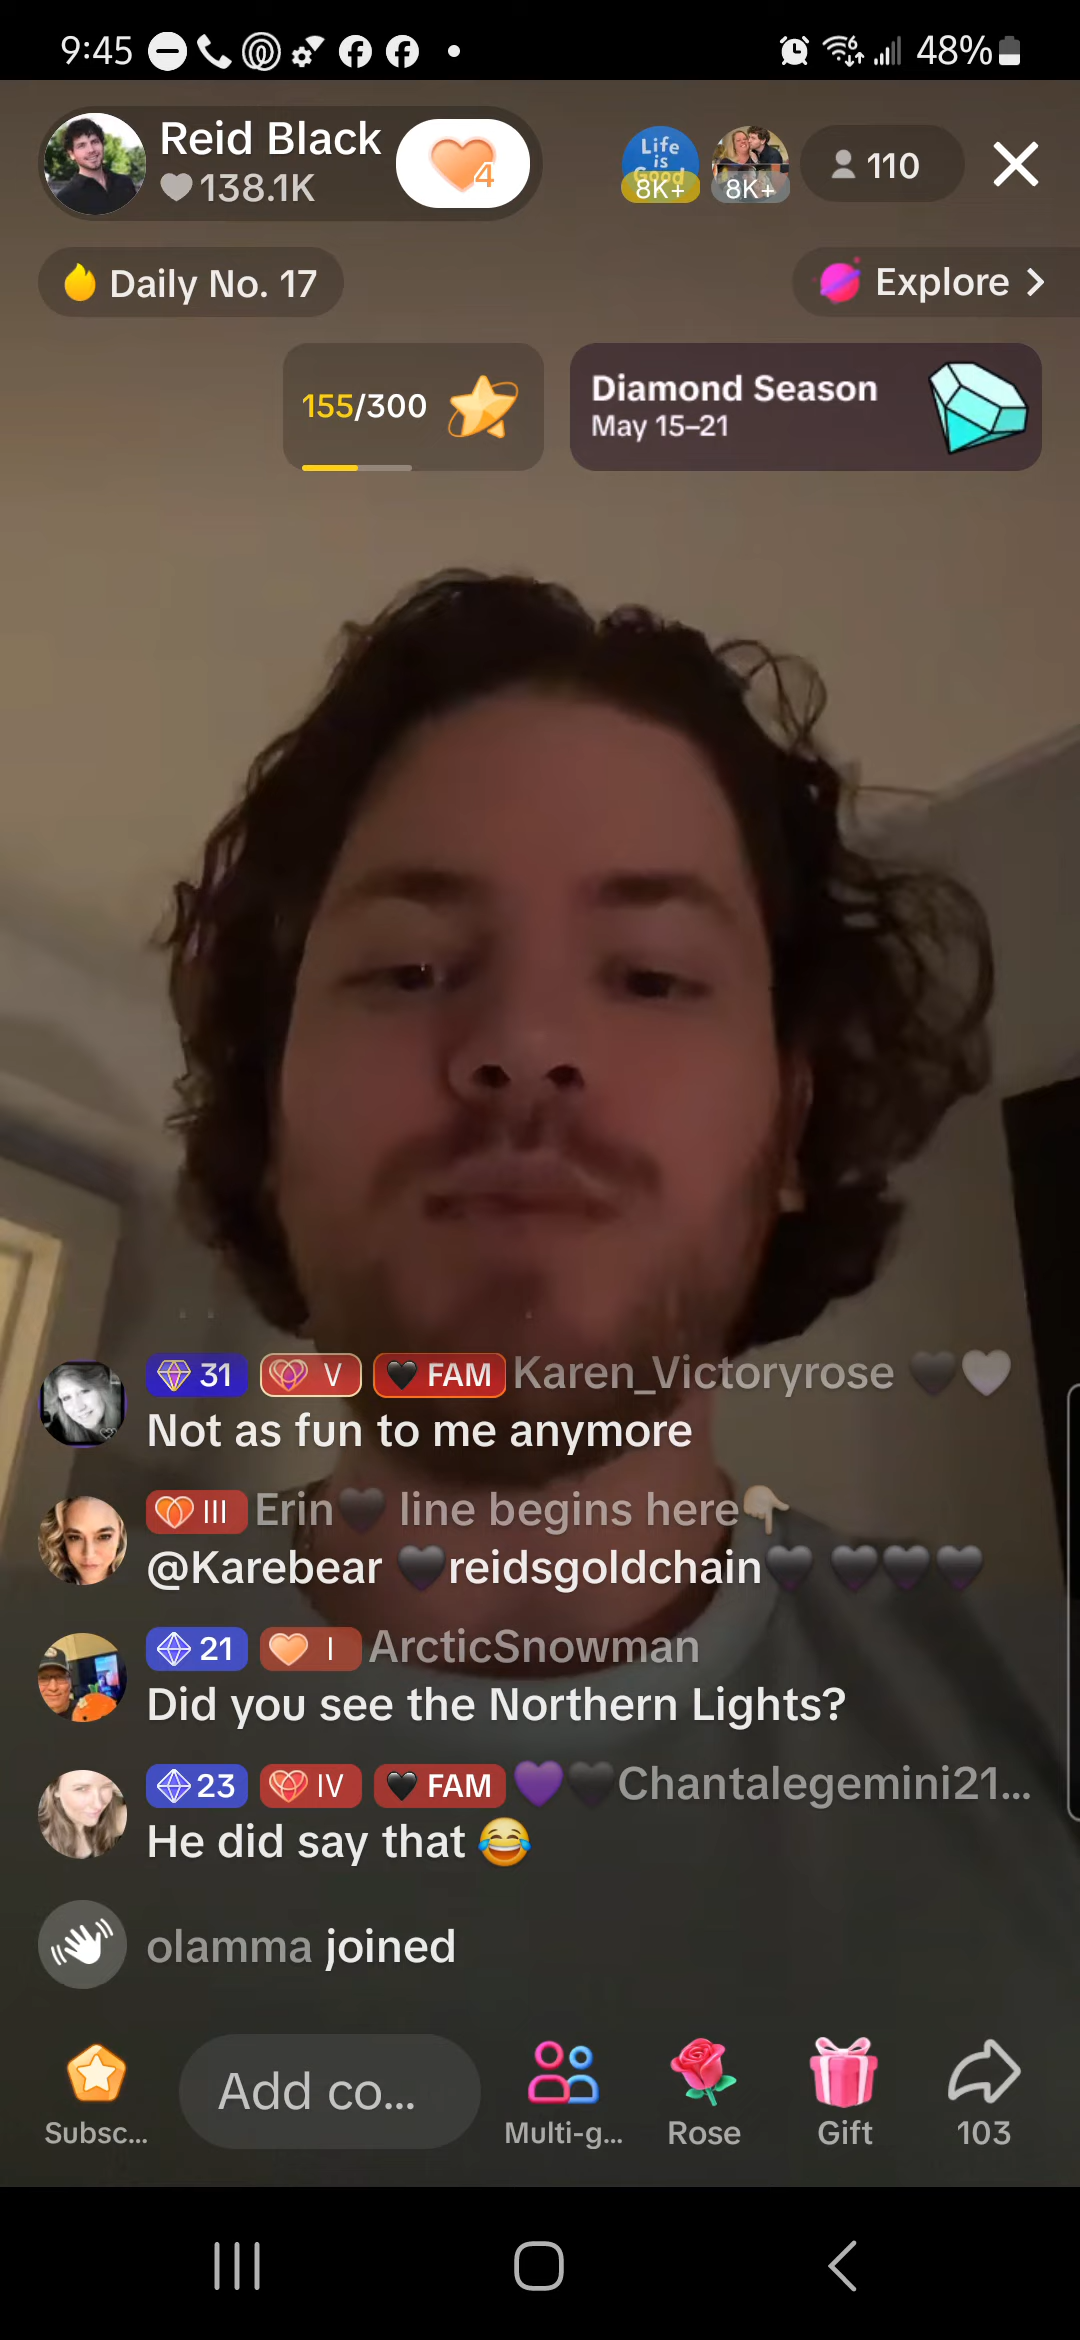 9:45
48%
Reid Black
138.1K
4
Life
is
Good
8K+
8K+
110
Daily No. 17
Explore
155/300
Diamond Season
May 15–21
31 V FAM Karen_Victoryrose
Not as fun to me anymore
III Erin🖤 line begins here👇🏻
@Karebear 🖤reidsgoldchain🖤 🖤🖤🖤
21 I ArcticSnowman
Did you see the Northern Lights?
23 IV FAM 💜🖤Chantalegemini21...
He did say that 😂
olamma joined
Add co...
Subsc...
Multi-g...
Rose
Gift
103